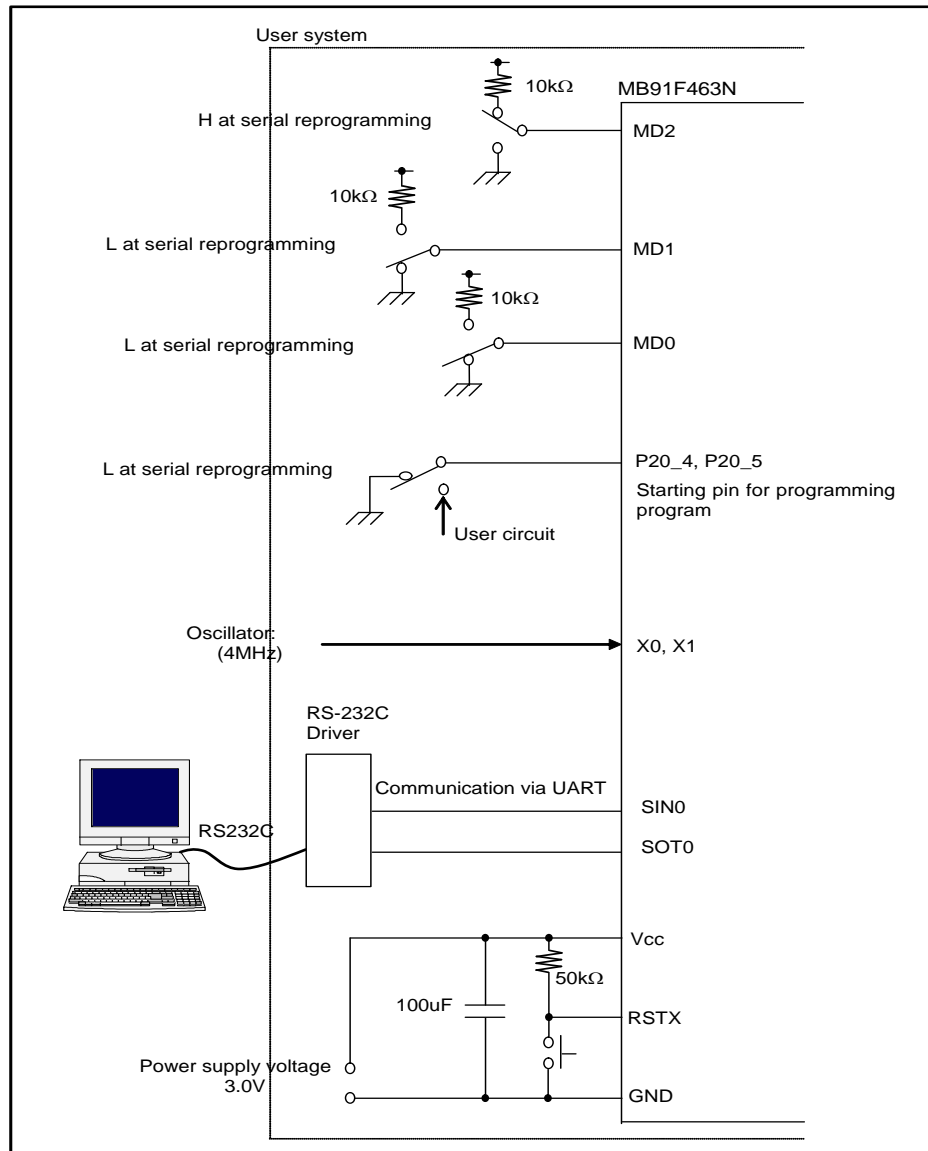 User system
10kΩ
MB91F463N
H at serial reprogramming
MD2
10kΩ
L at serial reprogramming
MD1
10kΩ
L at serial reprogramming
MD0
L at serial reprogramming
P20_4, P20_5
Starting pin for programming
program
User circuit
Oscillator:
(4MHz)
X0, X1
RS-232C
Driver
Communication via UART
SIN0
RS232C
SOT0
Vcc
50kΩ
100uF
RSTX
Power supply voltage
3.0V
GND